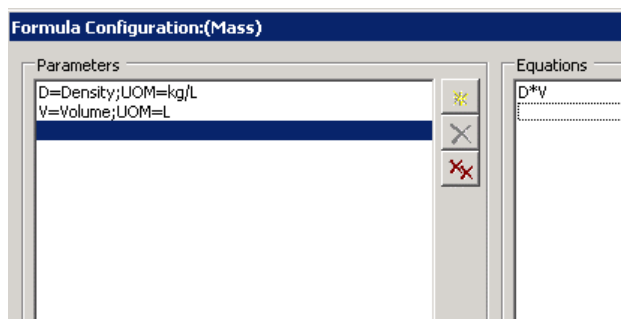 Formula Configuration:(Mass)
Parameters
D=Density;UOM=kg/L
V=Volume;UOM=L
Equations
D*V